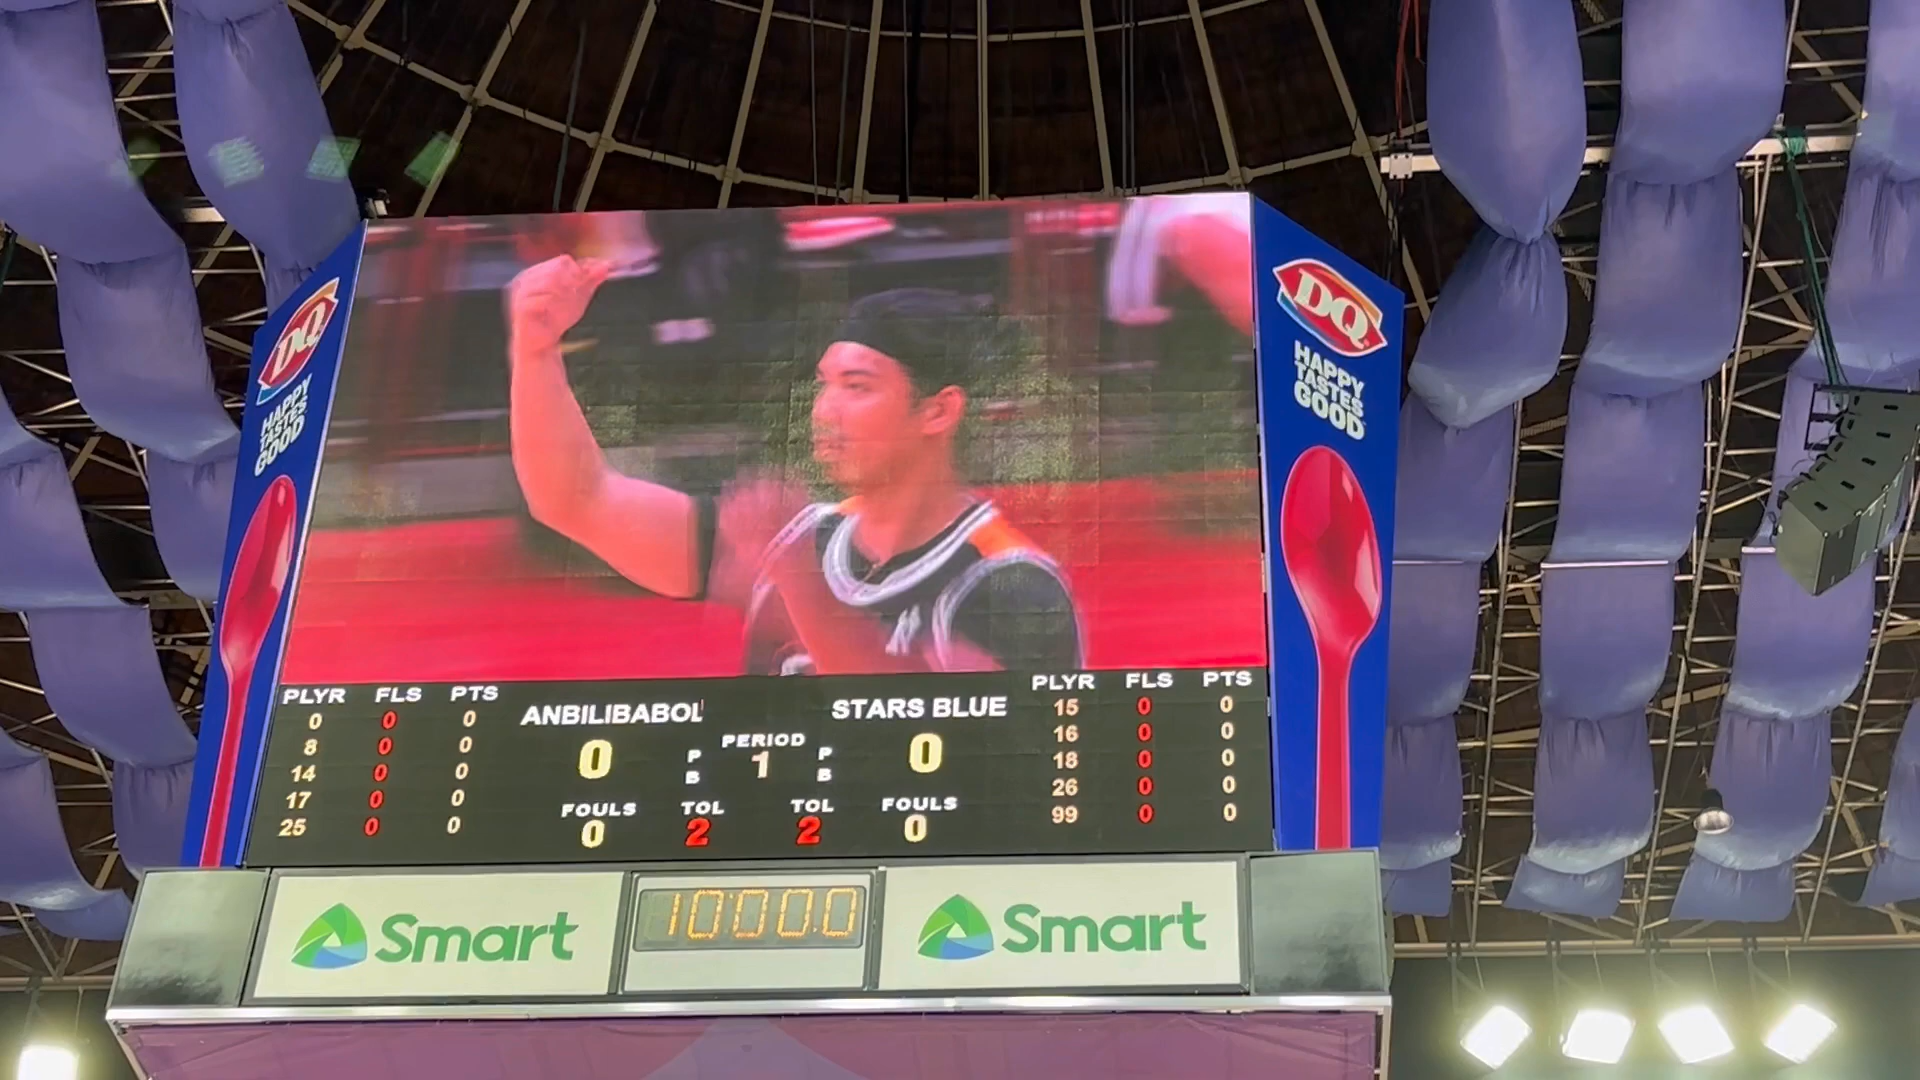 DQ
HAPPY
TASTES
GOOD
DQ
HAPPY
TASTES
GOOD
PLYR FLS PTS
0 0 0
8 0 0
14 0 0
17 0 0
25 0 0
ANBILIBABOL STARS BLUE
0 PERIOD 0
P B 1 P B
FOULS TOL TOL FOULS
0 2 2 0
PLYR FLS PTS
15 0 0
16 0 0
18 0 0
26 0 0
99 0 0
Smart 10:00.0 Smart